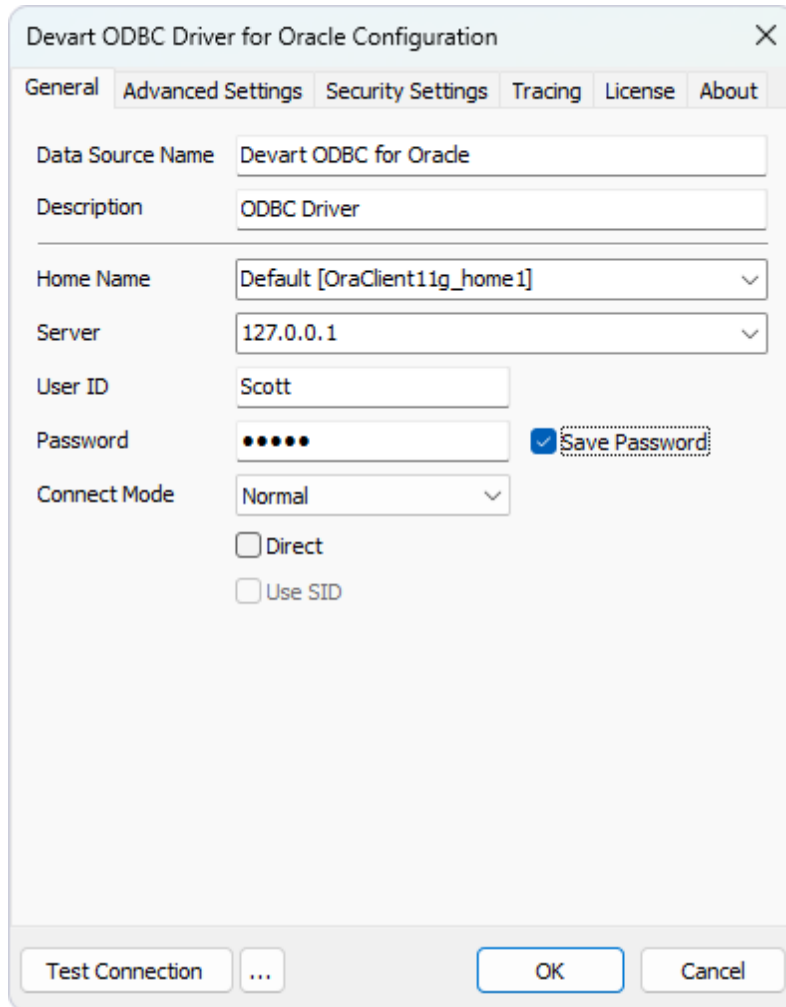 Devart ODBC Driver for Oracle Configuration
General Advanced Settings Security Settings Tracing License About
Data Source Name Devart ODBC for Oracle
Description ODBC Driver
Home Name Default [OraClient11g_home1]
Server 127.0.0.1
User ID Scott
Password ●●●●● Save Password
Connect Mode Normal
Direct
Use SID
Test Connection ... OK Cancel